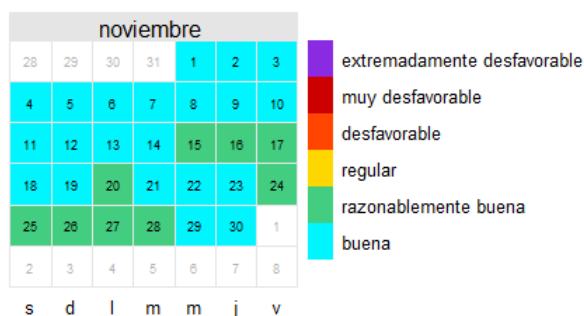 noviembre
28 29 30 31 1 2 3
4 5 6 7 8 9 10
11 12 13 14 15 16 17
18 19 20 21 22 23 24
25 26 27 28 29 30 1
2 3 4 5 6 7 8
s d l m m j v
extremadamente desfavorable
muy desfavorable
desfavorable
regular
razonablemente buena
buena